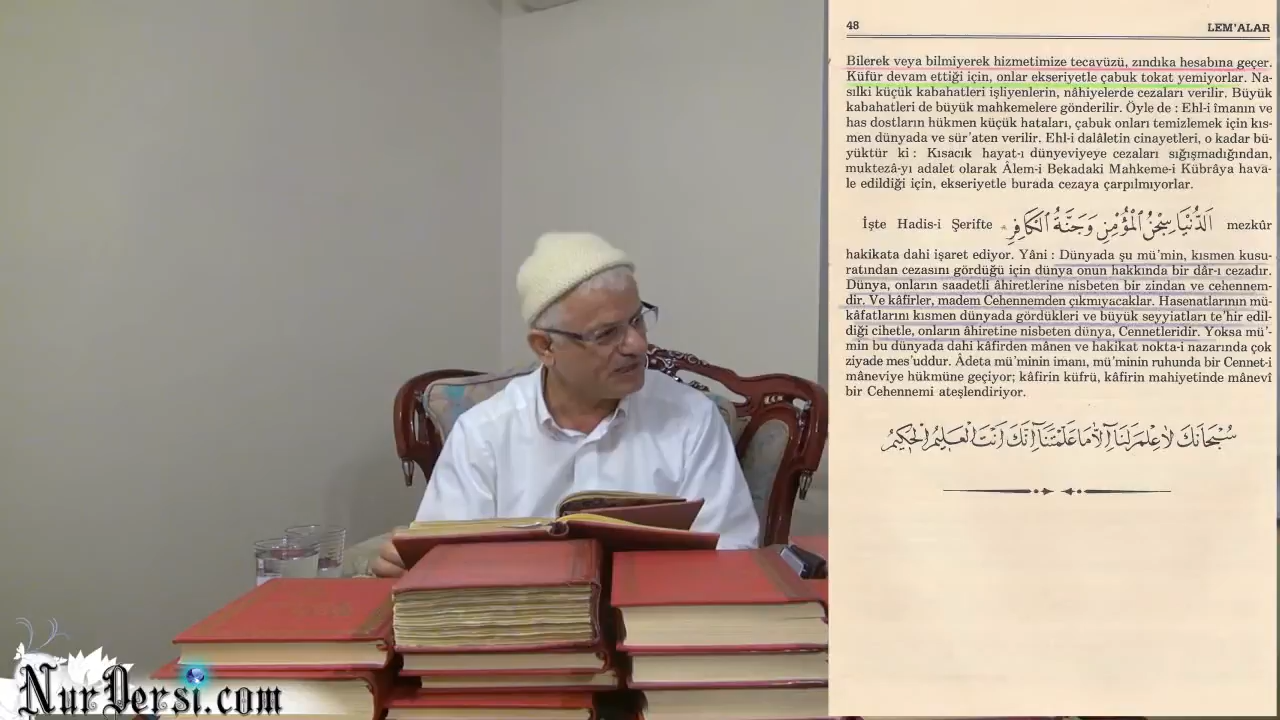 48 LEM'ALAR
Bilerek veya bilmiyerek hizmetimize tecavüzü, zındıka hesabına geçer.
Küfür devam ettiği için, onlar ekseriyetle çabuk tokat yemiyorlar. Na-
sılki küçük kabahatleri işliyenlerin, nâhiyelerde cezaları verilir. Büyük
kabahatleri de büyük mahkemelere gönderilir. Öyle de : Ehl-i îmanın ve
has dostların hükmen küçük hataları, çabuk onları temizlemek için kıs-
men dünyada ve sür'aten verilir. Ehl-i dalâletin cinayetleri, o kadar bü-
yüktür ki : Kısacık hayat-ı dünyeviyeye cezaları sığışmadığından,
muktezâ-yı adalet olarak Âlem-i Bekadaki Mahkeme-i Kübrâya hava-
le edildiği için, ekseriyetle burada cezaya çarpılmıyorlar.
İşte Hadis-i Şerifte اَلدُّنْيَا سِجْنُ الْمُؤْمِنِ وَجَنَّةُ الْكَافِرِ mezkûr
hakikata dahi işaret ediyor. Yâni : Dünyada şu mü'min, kısmen kusu-
ratından cezasını gördüğü için dünya onun hakkında bir dâr-ı cezadır.
Dünya, onların saadetli âhiretlerine nisbeten bir zindan ve cehennem-
dir. Ve kâfirler, madem Cehennemden çıkmıyacaklar. Hasenatlarının mü-
kâfatlarını kısmen dünyada gördükleri ve büyük seyyiatları te'hir edil-
diği cihetle, onların âhiretine nisbeten dünya, Cennetleridir. Yoksa mü'-
min bu dünyada dahi kâfirden mânen ve hakikat nokta-i nazarında çok
ziyade mes'uddur. Âdeta mü'minin imanı, mü'minin ruhunda bir Cennet-i
mâneviye hükmüne geçiyor; kâfirin küfrü, kâfirin mahiyetinde mânevî
bir Cehennemi ateşlendiriyor.
سُبْحَانَكَ لَا عِلْمَ لَنَا اِلَّا مَا عَلَّمْتَنَا اِنَّكَ اَنْتَ الْعَلِيمُ الْحَكِيمُ
NurDersi.com